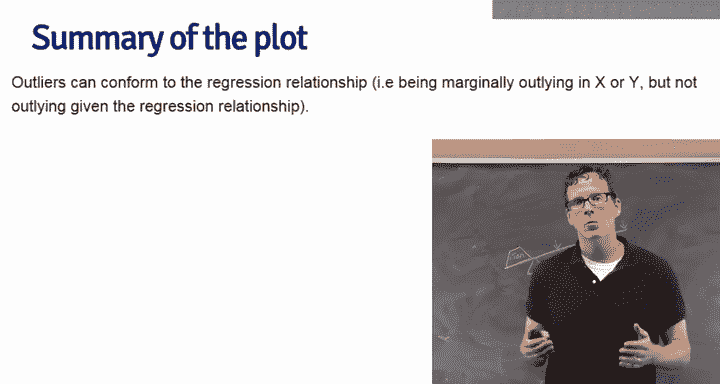 Summary of the plot
Outliers can conform to the regression relationship (i.e being marginally outlying in X or Y, but not
outlying given the regression relationship).